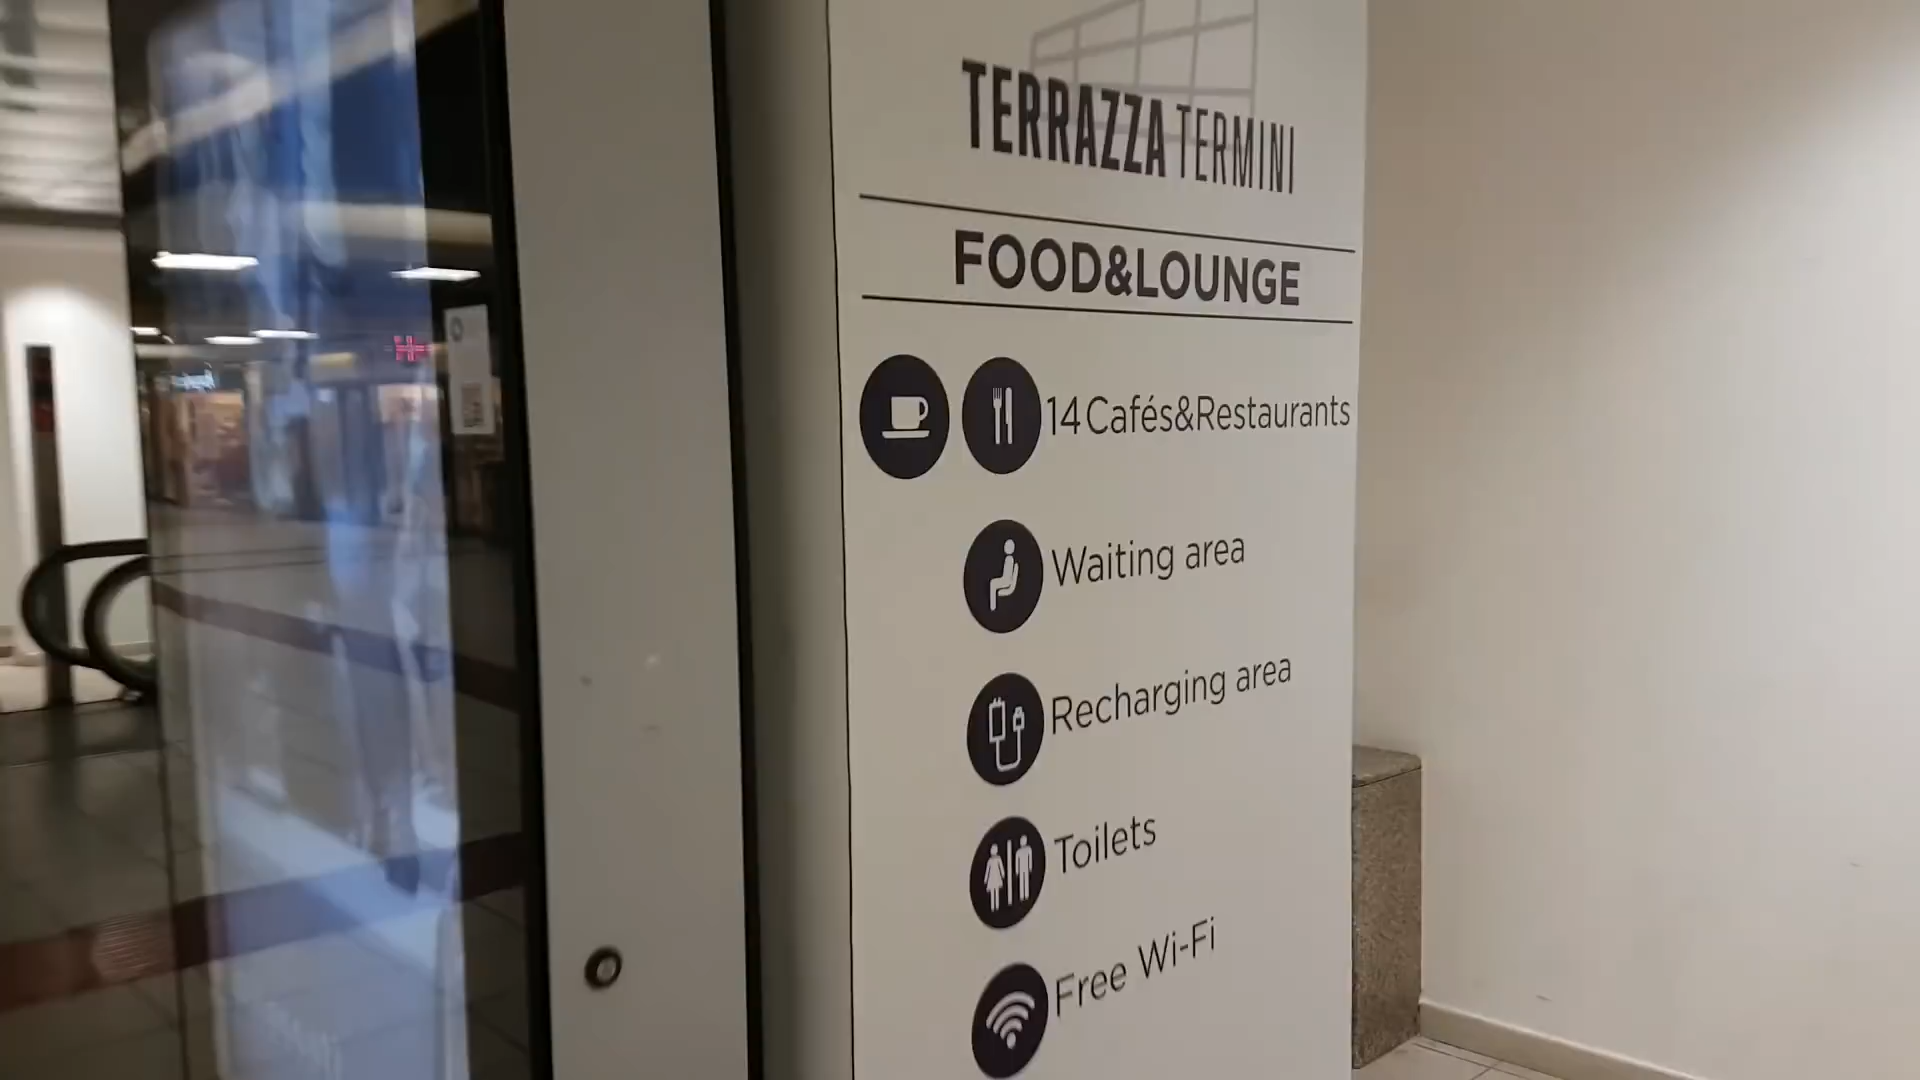 TERRAZZA TERMINI
FOOD&LOUNGE
14 Cafés&Restaurants
Waiting area
Recharging area
Toilets
Free Wi-Fi